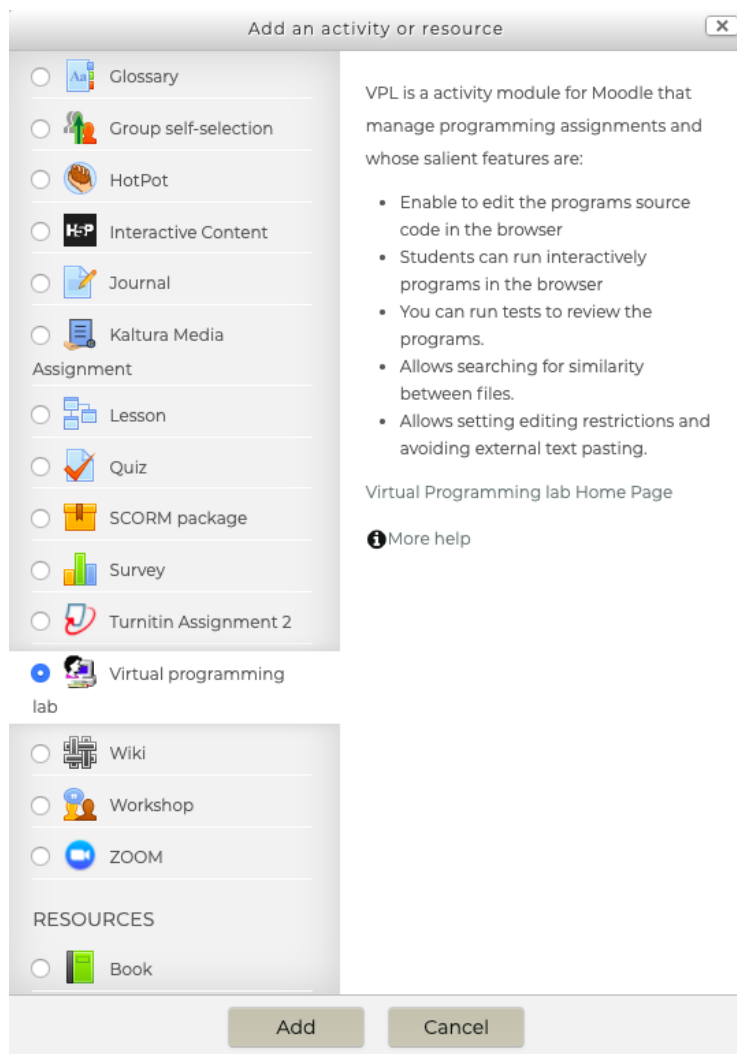 Add an activity or resource
Glossary
Group self-selection
HotPot
H5P Interactive Content
Journal
Kaltura Media
Assignment
Lesson
Quiz
SCORM package
Survey
Turnitin Assignment 2
Virtual programming
lab
Wiki
Workshop
ZOOM
RESOURCES
Book
VPL is a activity module for Moodle that
manage programming assignments and
whose salient features are:
• Enable to edit the programs source
code in the browser
• Students can run interactively
programs in the browser
• You can run tests to review the
programs.
• Allows searching for similarity
between files.
• Allows setting editing restrictions and
avoiding external text pasting.
Virtual Programming lab Home Page
More help
Add
Cancel